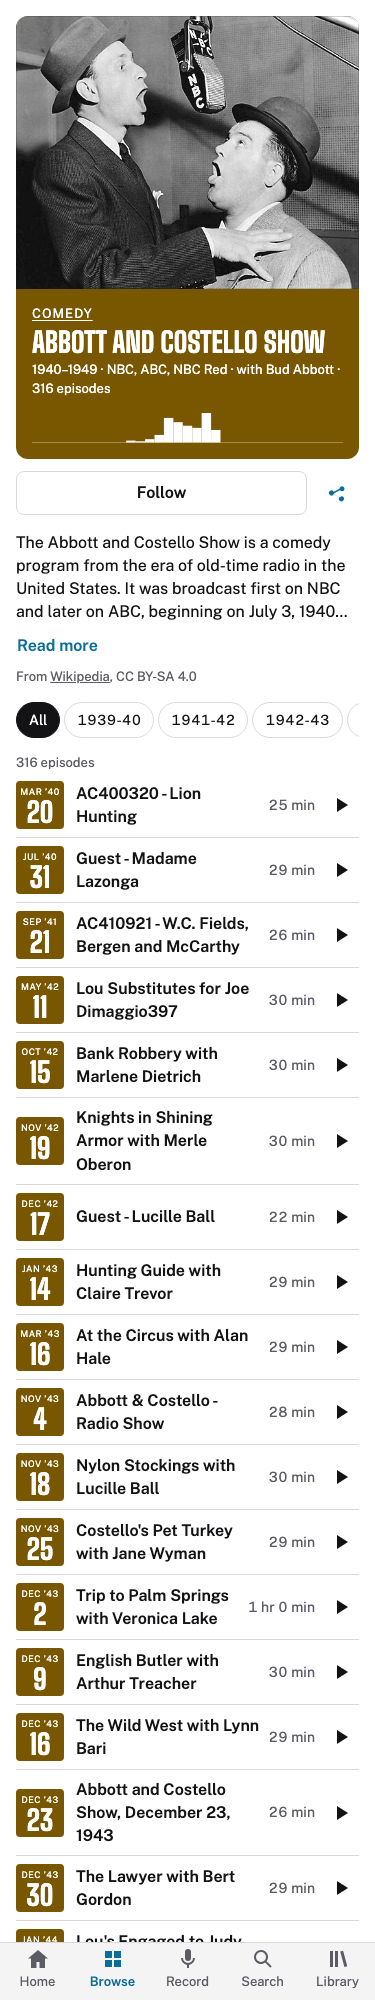 NBC
NBC
COMEDY
ABBOTT AND COSTELLO SHOW
1940–1949 · NBC, ABC, NBC Red · with Bud Abbott ·
316 episodes
Follow
The Abbott and Costello Show is a comedy
program from the era of old-time radio in the
United States. It was broadcast first on NBC
and later on ABC, beginning on July 3, 1940...
Read more
From Wikipedia, CC BY-SA 4.0
All
1939-40
1941-42
1942-43
316 episodes
MAR '40
20
AC400320 - Lion
Hunting
25 min
JUL '40
31
Guest - Madame
Lazonga
29 min
SEP '41
21
AC410921 - W.C. Fields,
Bergen and McCarthy
26 min
MAY '42
11
Lou Substitutes for Joe
Dimaggio397
30 min
OCT '42
15
Bank Robbery with
Marlene Dietrich
30 min
NOV '42
19
Knights in Shining
Armor with Merle
Oberon
30 min
DEC '42
17
Guest - Lucille Ball
22 min
JAN '43
14
Hunting Guide with
Claire Trevor
29 min
MAR '43
16
At the Circus with Alan
Hale
29 min
NOV '43
4
Abbott & Costello -
Radio Show
28 min
NOV '43
18
Nylon Stockings with
Lucille Ball
30 min
NOV '43
25
Costello's Pet Turkey
with Jane Wyman
29 min
DEC '43
2
Trip to Palm Springs
with Veronica Lake
1 hr 0 min
DEC '43
9
English Butler with
Arthur Treacher
30 min
DEC '43
16
The Wild West with Lynn
Bari
29 min
DEC '43
23
Abbott and Costello
Show, December 23,
1943
26 min
DEC '43
30
The Lawyer with Bert
Gordon
29 min
JAN '44
Lou's Engaged to Judy
Home
Browse
Record
Search
Library